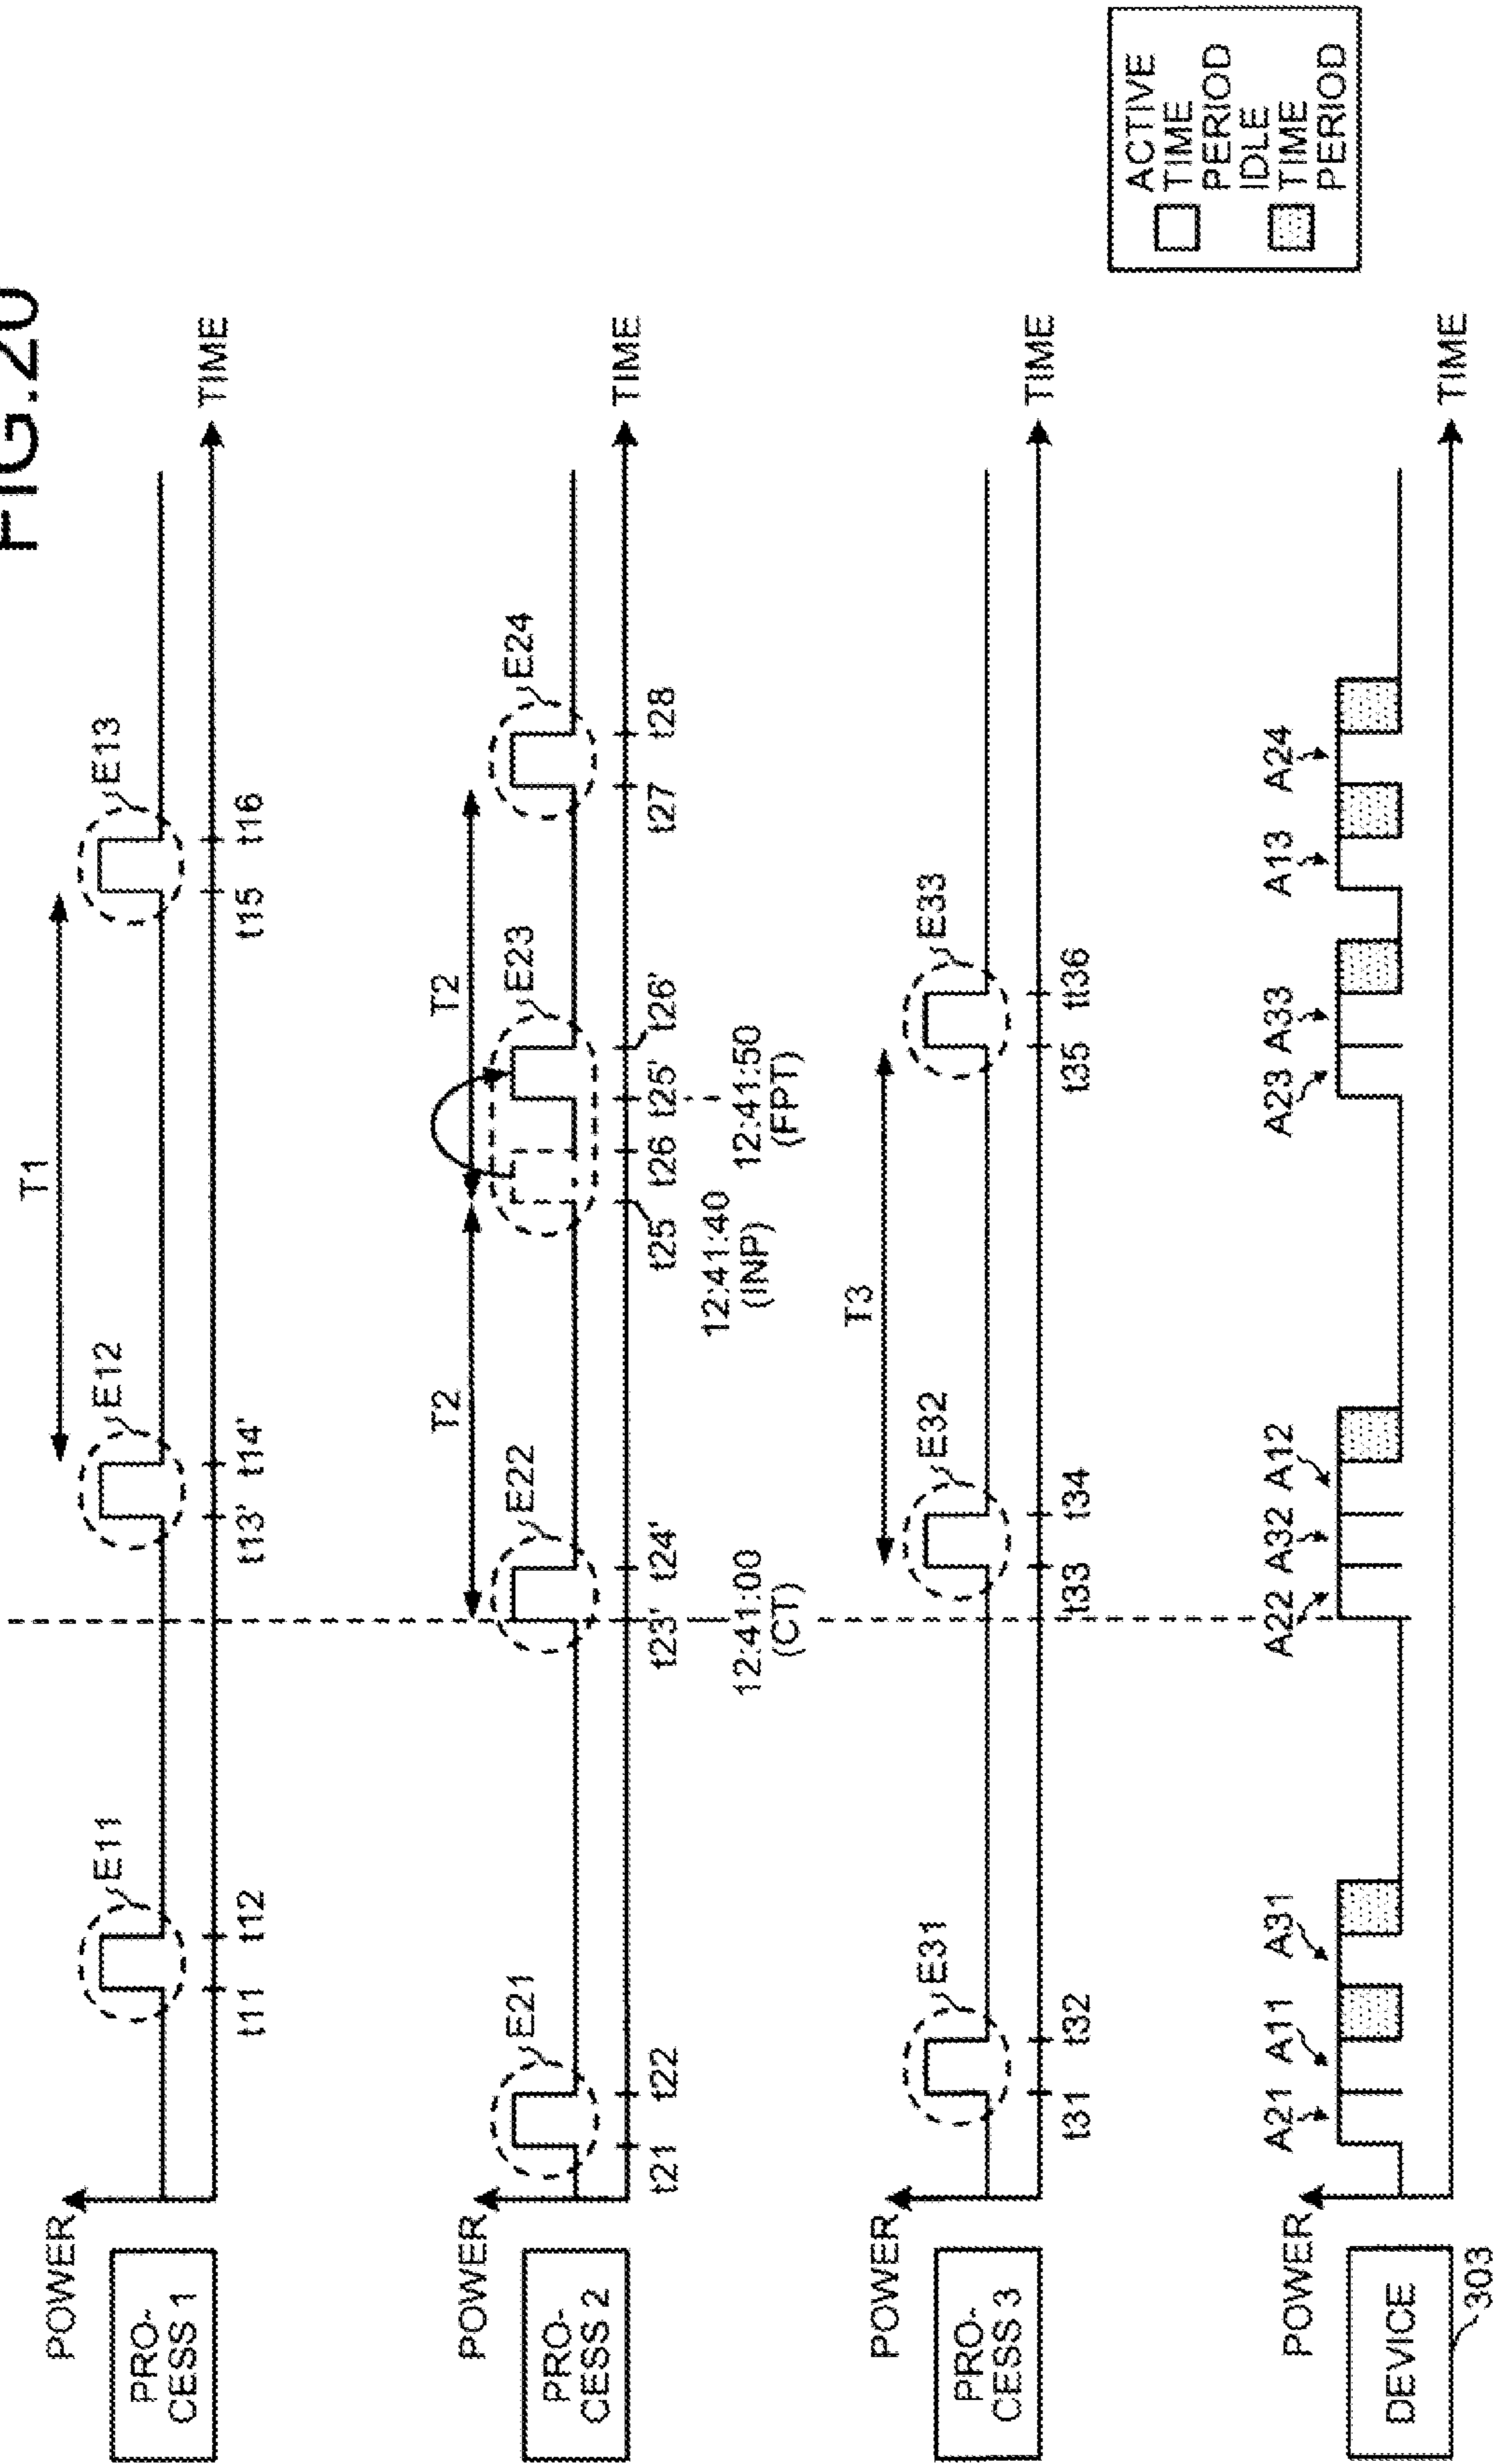 FIG.20
POWER
PRO-
CESS 1
E11
E12
T1
E13
t11
t12
t13'
t14'
t15
t16
TIME
POWER
PRO-
CESS 2
E21
E22
T2
T2
E23
E24
t21
t22
t23'
t24'
t25
t26
t25'
t26'
t27
t28
TIME
12:41:00
(CT)
12:41:40
(INP)
12:41:50
(FPT)
POWER
PRO-
CESS 3
E31
E32
T3
E33
t31
t32
t33
t34
t35
tt36
TIME
POWER
DEVICE
303
A21
A11
A31
A22
A32
A12
A23
A33
A13
A24
TIME
ACTIVE
TIME
PERIOD
IDLE
TIME
PERIOD